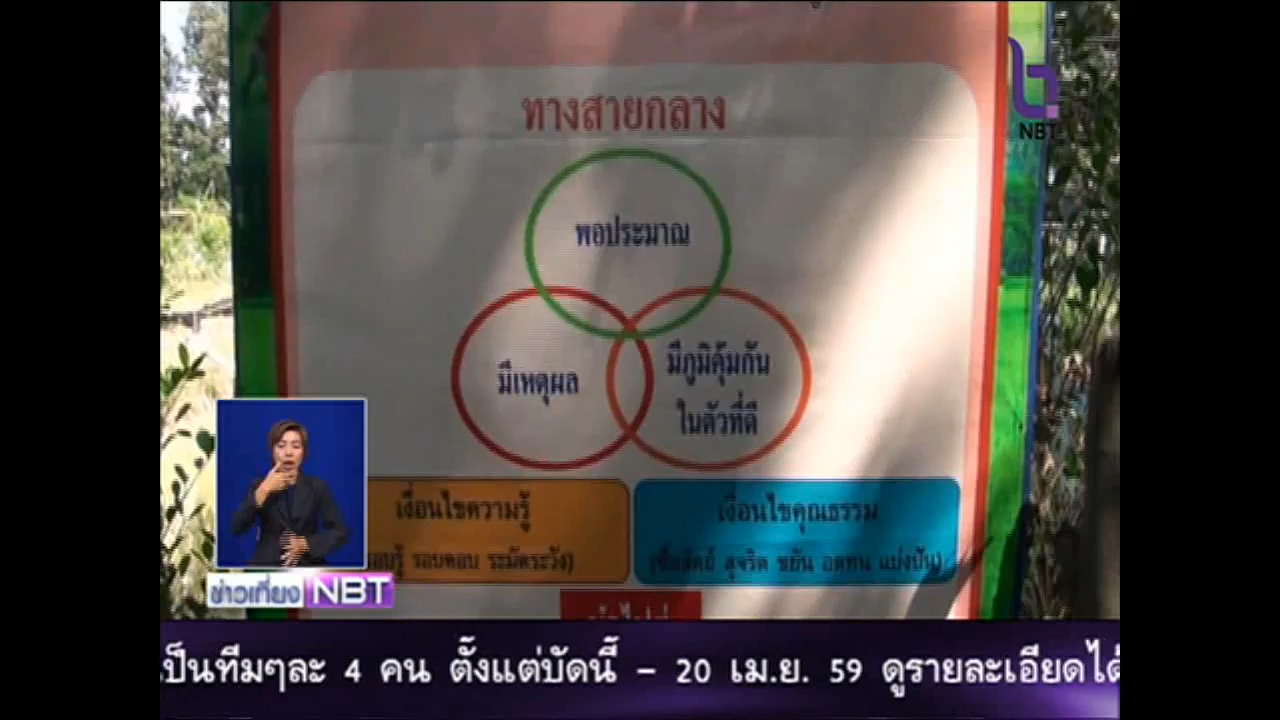 ทางสายกลาง
NBT
พอประมาณ
มีเหตุผล
มีภูมิคุ้มกัน
ในตัวที่ดี
เงื่อนไขความรู้
รอบคอบ ระมัดระวัง)
เงื่อนไขคุณธรรม
(ซื่อสัตย์ สุจริต ขยัน อดทน แบ่งปัน)
ข่าวเที่ยง NBT
เป็นทีมๆละ 4 คน ตั้งแต่บัดนี้ – 20 เม.ย. 59 ดูรายละเอียดได้